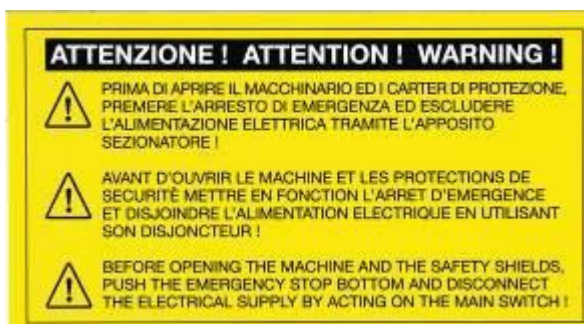 ATTENZIONE ! ATTENTION ! WARNING !
PRIMA DI APRIRE IL MACCHINARIO ED I CARTER DI PROTEZIONE,
PREMERE L'ARRESTO DI EMERGENZA ED ESCLUDERE
L'ALIMENTAZIONE ELETTRICA TRAMITE L'APPOSITO
SEZIONATORE !
AVANT D'OUVRIR LE MACHINE ET LES PROTECTIONS DE
SECURITÈ METTRE EN FONCTION L'ARRET D'EMERGENCE
ET DISJOINDRE L'ALIMENTATION ELECTRIQUE EN UTILISANT
SON DISJONCTEUR !
BEFORE OPENING THE MACHINE AND THE SAFETY SHIELDS,
PUSH THE EMERGENCY STOP BOTTOM AND DISCONNECT
THE ELECTRICAL SUPPLY BY ACTING ON THE MAIN SWITCH !